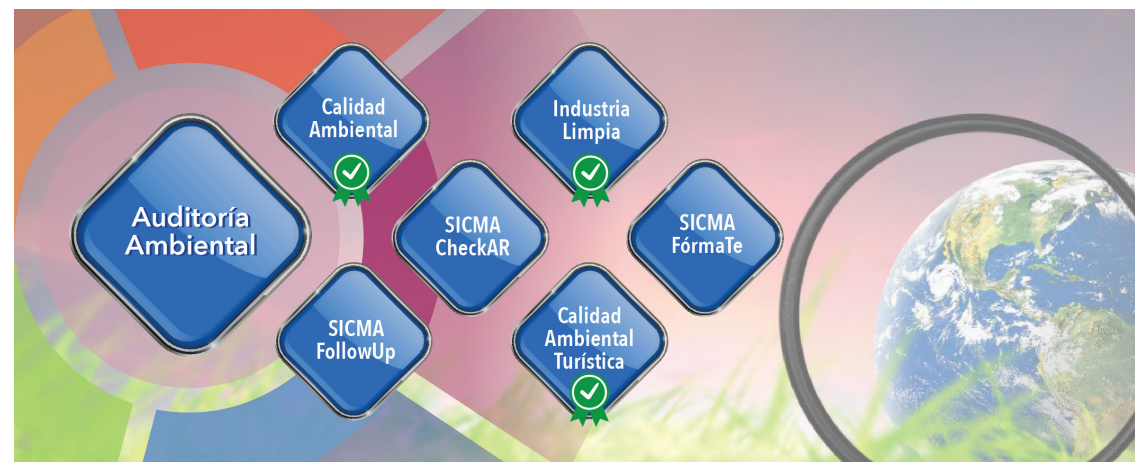 Auditoría
Ambiental
Calidad
Ambiental
SICMA
FollowUp
SICMA
CheckAR
Industria
Limpia
Calidad
Ambiental
Turística
SICMA
FórmaTe